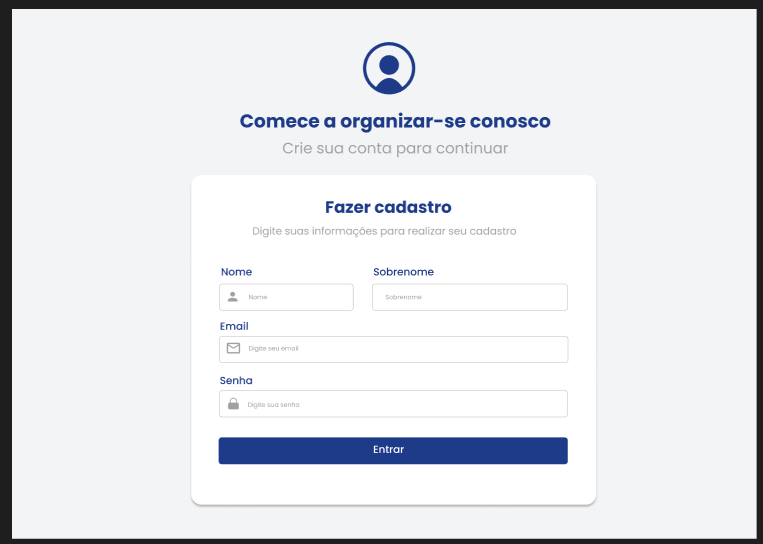 Comece a organizar-se conosco
Crie sua conta para continuar
Fazer cadastro
Digite suas informações para realizar seu cadastro
Nome Sobrenome
Nome Sobrenome
Email
Digite seu email
Senha
Digite sua senha
Entrar